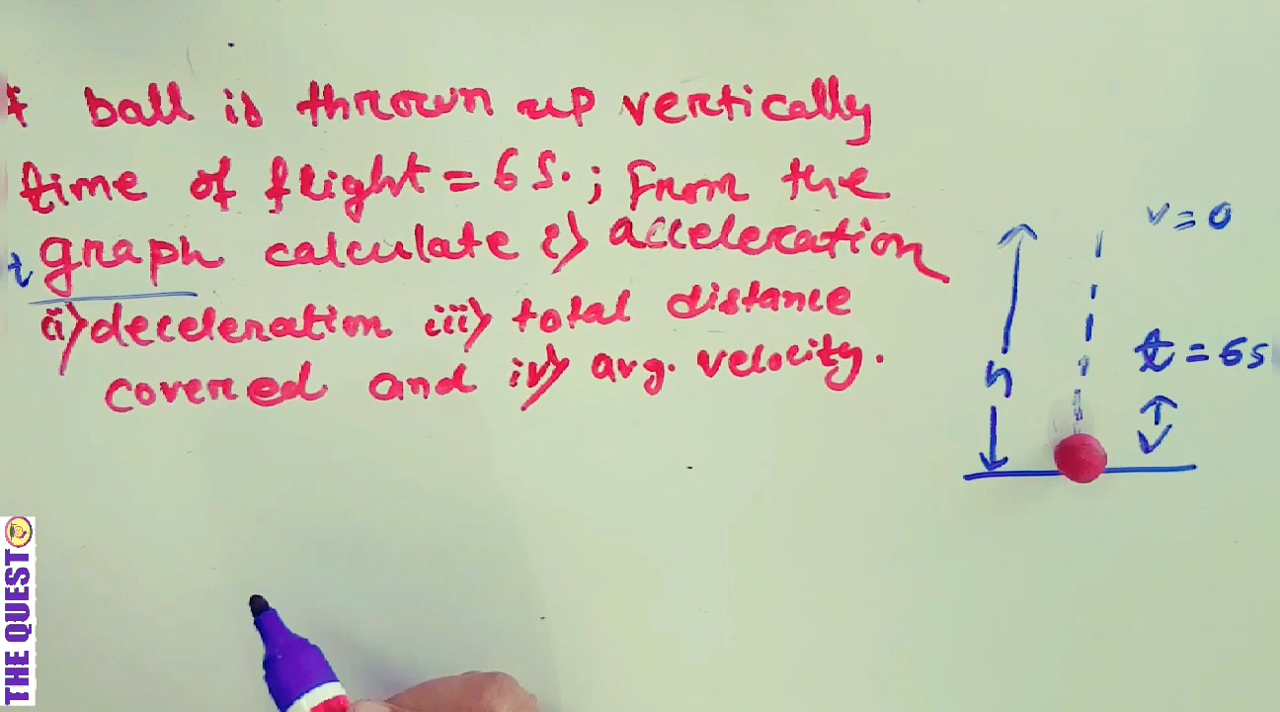 ball is thrown up vertically
time of flight = 6 s. ; From the
graph calculate i) acceleration
ii) deceleration iii) total distance
covered and iv) avg. velocity.
v = 0
t = 6s
h
THE QUEST